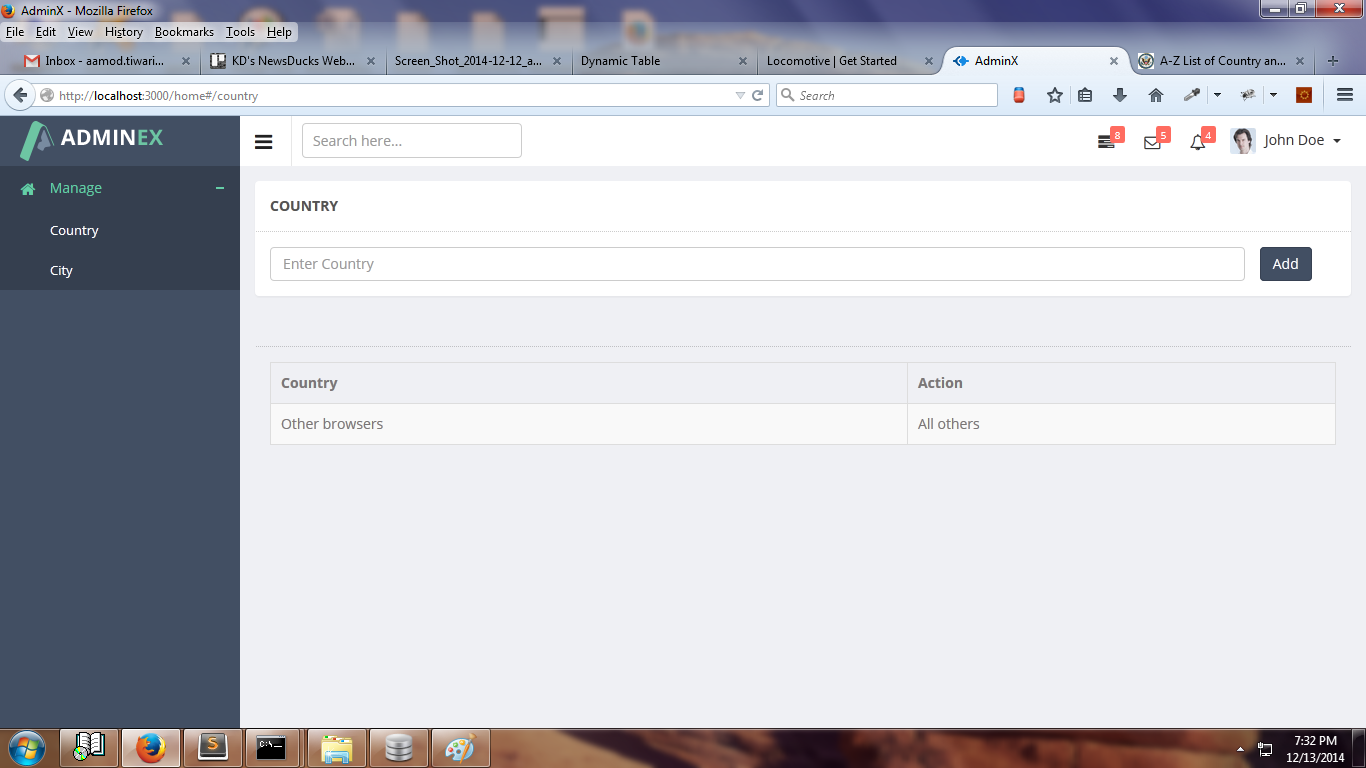 AdminX - Mozilla Firefox
File Edit View History Bookmarks Tools Help
Inbox - aamod.tiwari... KD's NewsDucks Web... Screen_Shot_2014-12-12_a... Dynamic Table Locomotive | Get Started AdminX A-Z List of Country an...
http://localhost:3000/home#/country Search
ADMINEX Search here... 8 5 4 John Doe
Manage
Country
City
COUNTRY
Enter Country Add
Country Action
Other browsers All others
C:\
7:32 PM
12/13/2014